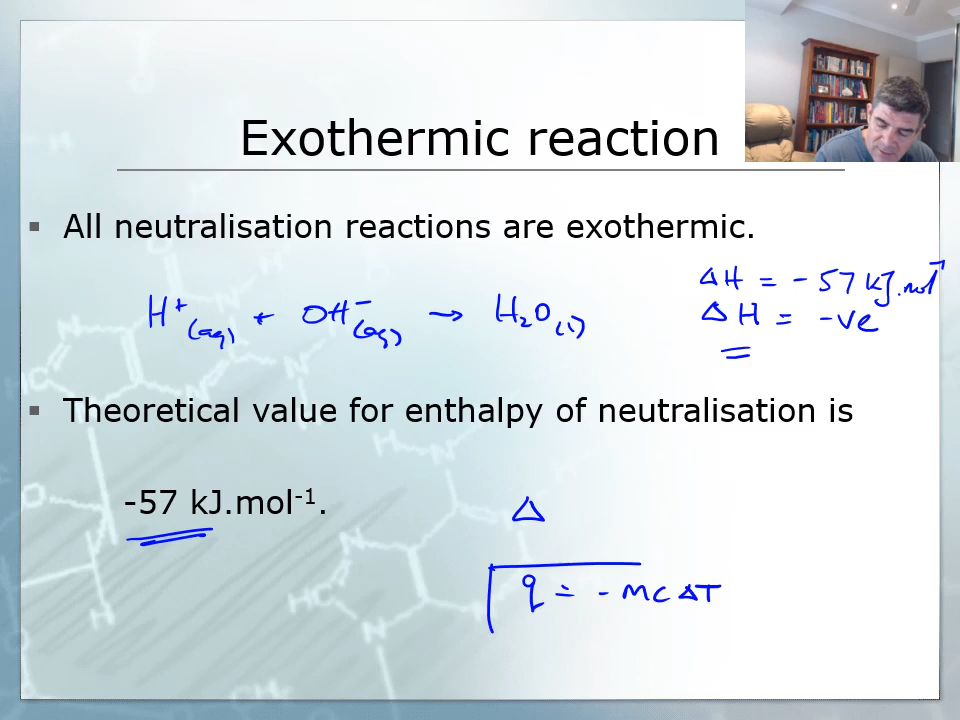 Exothermic reaction
▪ All neutralisation reactions are exothermic.
ΔH = - 57 kJ.mol⁻¹
H⁺(aq) + OH⁻(aq) → H₂O(l)
ΔH = -ve
▪ Theoretical value for enthalpy of neutralisation is
-57 kJ.mol⁻¹.
Δ
q = - mcΔT